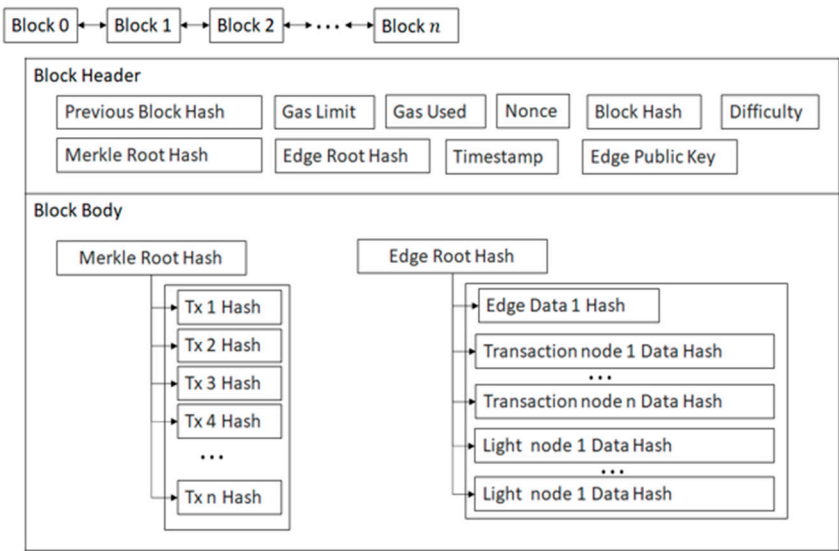 Block 0 Block 1 Block 2 ... Block n
Block Header
Previous Block Hash Gas Limit Gas Used Nonce Block Hash Difficulty
Merkle Root Hash Edge Root Hash Timestamp Edge Public Key
Block Body
Merkle Root Hash Edge Root Hash
Tx 1 Hash
Tx 2 Hash
Tx 3 Hash
Tx 4 Hash
...
Tx n Hash
Edge Data 1 Hash
Transaction node 1 Data Hash
...
Transaction node n Data Hash
Light node 1 Data Hash
...
Light node 1 Data Hash